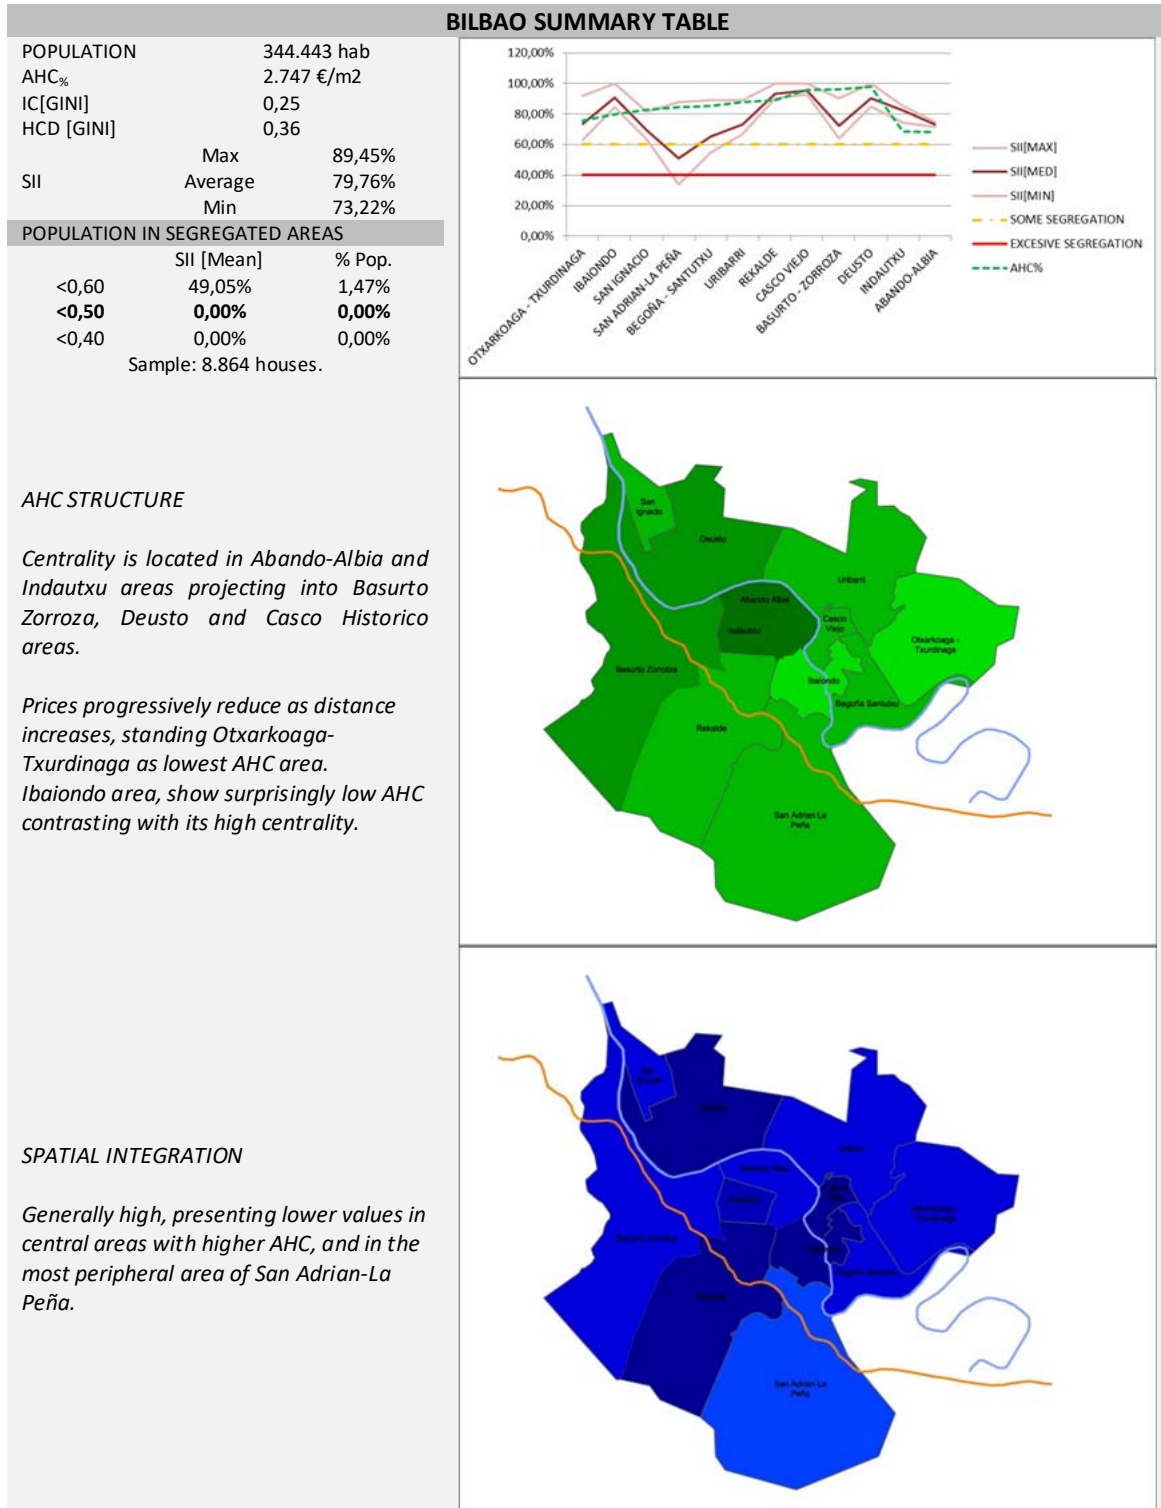 BILBAO SUMMARY TABLE
POPULATION 344.443 hab
AHC% 2.747 €/m2
IC[GINI] 0,25
HCD [GINI] 0,36
Max 89,45%
SII Average 79,76%
Min 73,22%
POPULATION IN SEGREGATED AREAS
SII [Mean] % Pop.
<0,60 49,05% 1,47%
<0,50 0,00% 0,00%
<0,40 0,00% 0,00%
Sample: 8.864 houses.
120,00%
100,00%
80,00%
60,00%
40,00%
20,00%
0,00%
OTXARKOAGA - TXURDINAGA
IBAIONDO
SAN IGNACIO
SAN ADRIAN-LA PEÑA
BEGOÑA - SANTUTXU
URIBARRI
REKALDE
CASCO VIEJO
BASURTO - ZORROZA
DEUSTO
INDAUTXU
ABANDO-ALBIA
SII[MAX]
SII[MED]
SII[MIN]
SOME SEGREGATION
EXCESIVE SEGREGATION
AHC%
AHC STRUCTURE
Centrality is located in Abando-Albia and
Indautxu areas projecting into Basurto
Zorroza, Deusto and Casco Historico
areas.
Prices progressively reduce as distance
increases, standing Otxarkoaga-
Txurdinaga as lowest AHC area.
Ibaiondo area, show surprisingly low AHC
contrasting with its high centrality.
San
Ignacio
Deusto
Uribarri
Abando Albia
Casco
Viejo
Indautxu
Otxarkoaga -
Txurdinaga
Ibaiondo
Basurto Zorrotza
Begoña Santutxu
Rekalde
San Adrian La
Peña
SPATIAL INTEGRATION
Generally high, presenting lower values in
central areas with higher AHC, and in the
most peripheral area of San Adrian-La
Peña.
Abando Albia
Basurto Zorrotza
Begoña Santutxu
San Adrian La
Peña